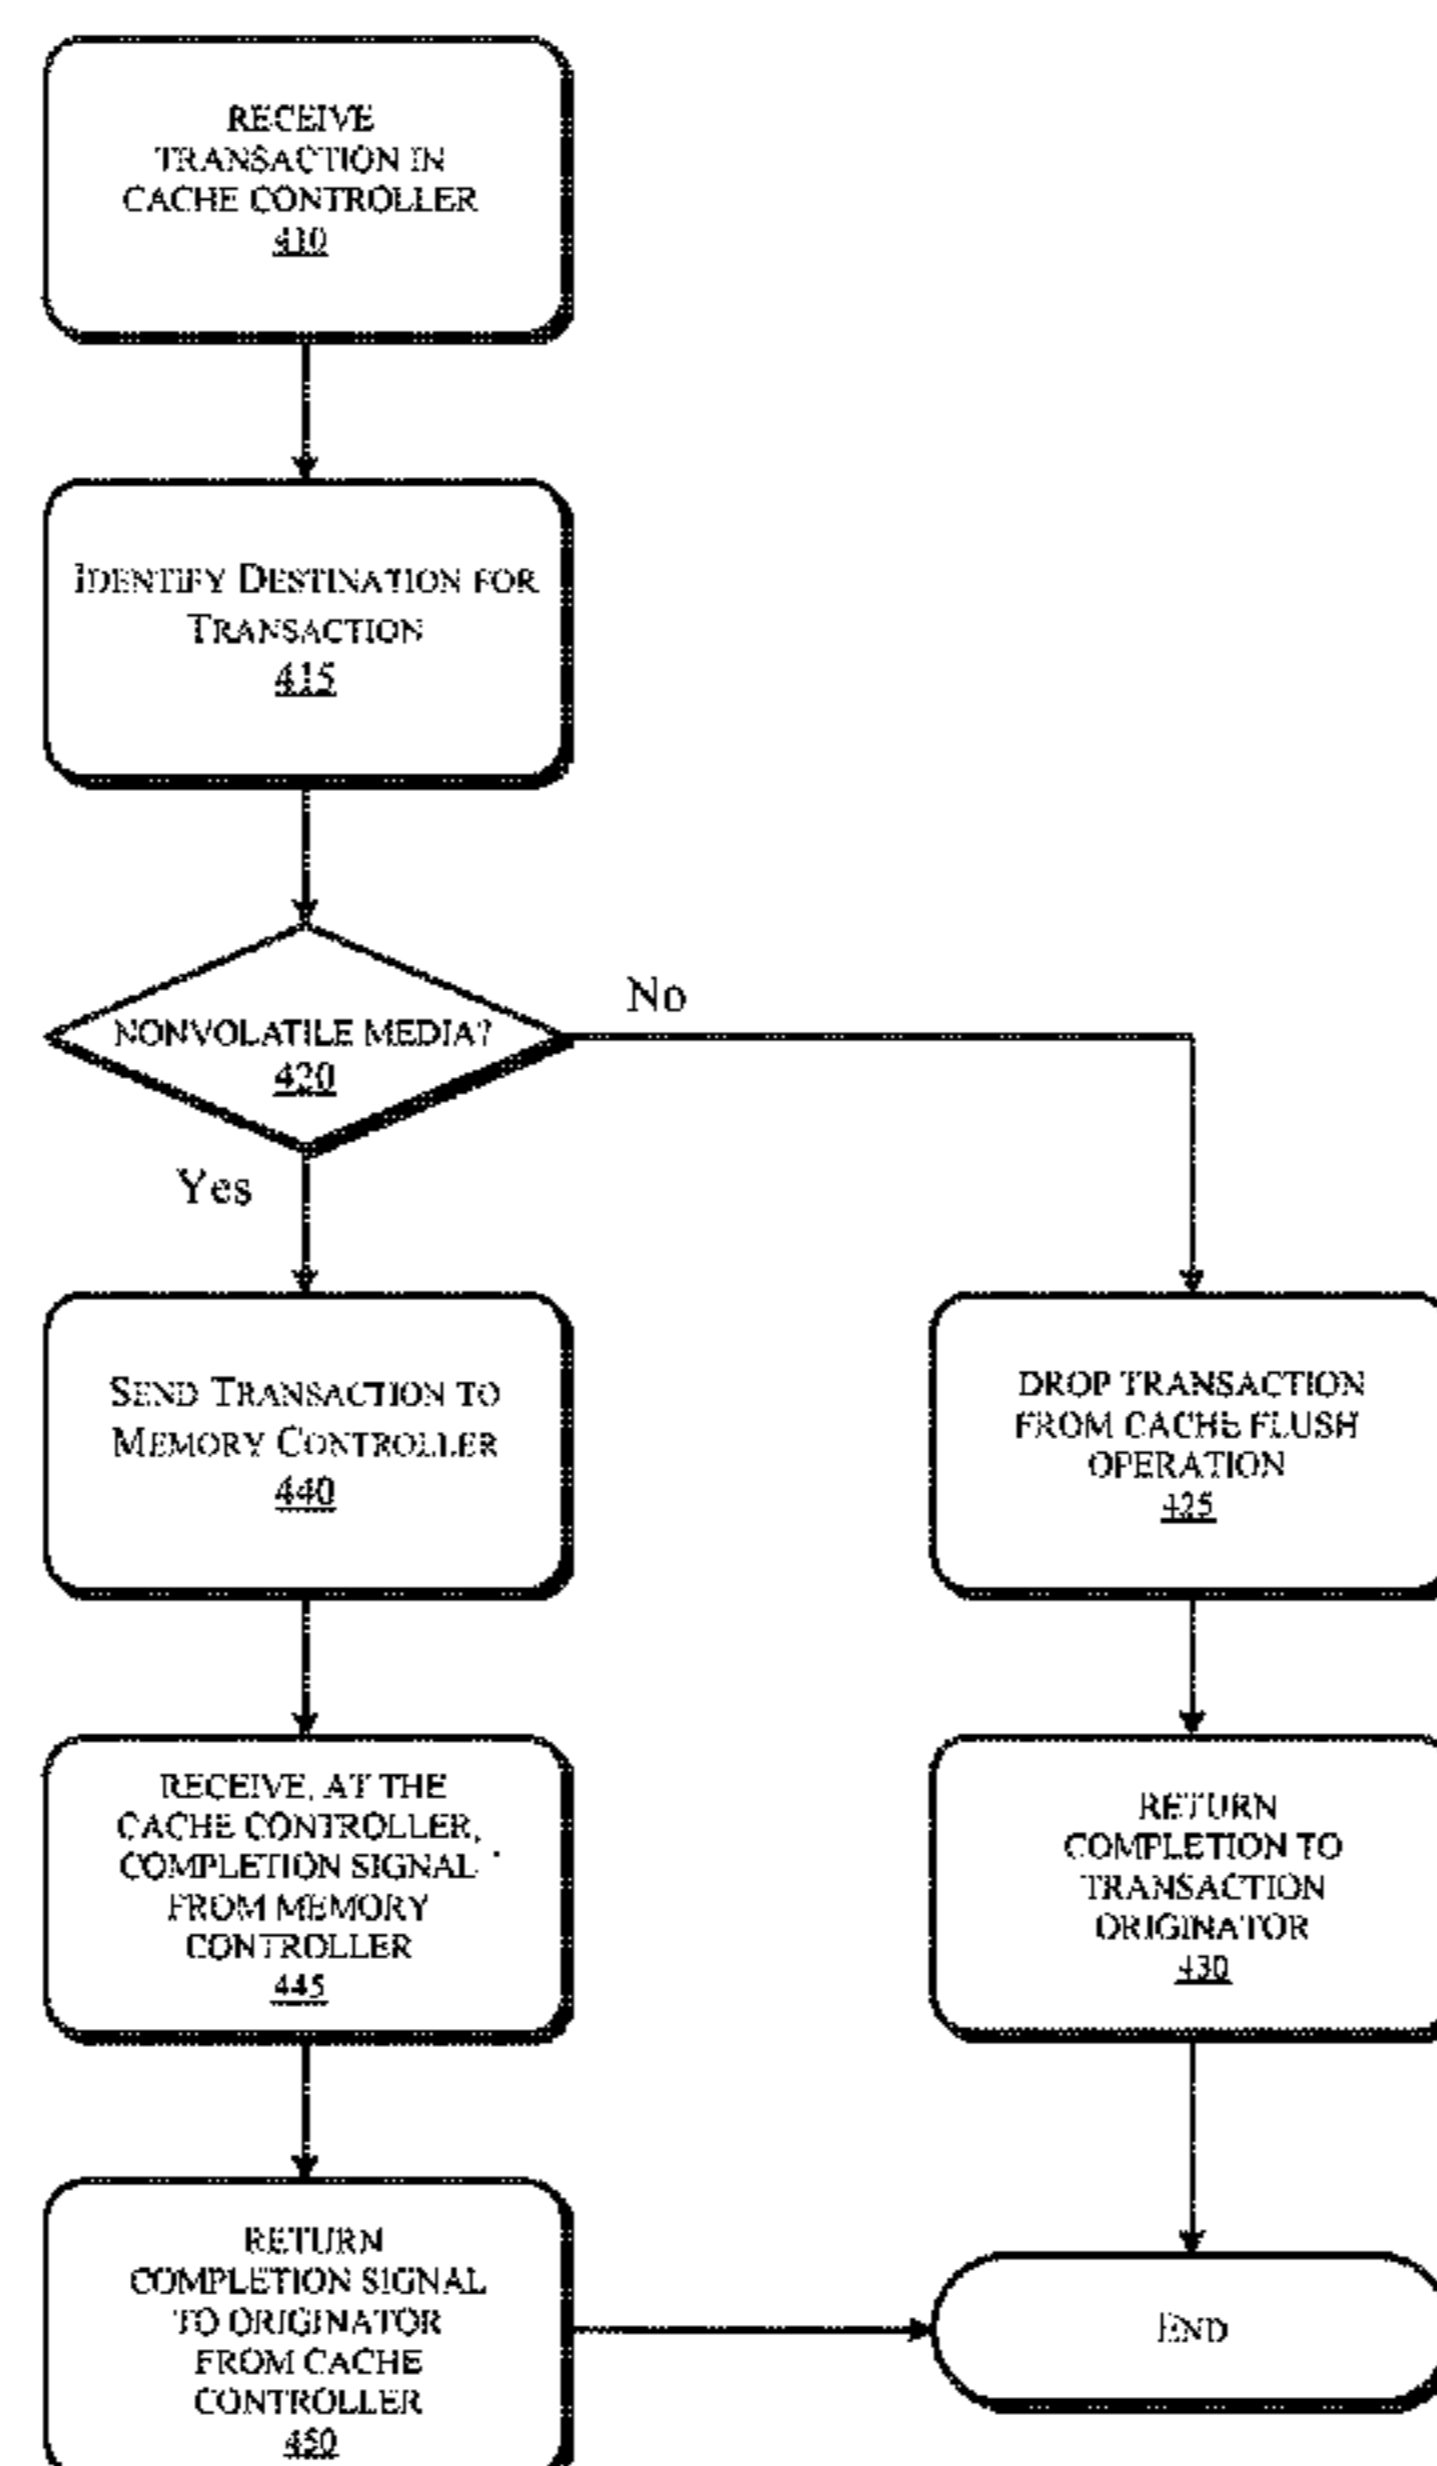 RECEIVE
TRANSACTION IN
CACHE CONTROLLER
410
IDENTIFY DESTINATION FOR
TRANSACTION
415
NONVOLATILE MEDIA?
420
No
Yes
SEND TRANSACTION TO
MEMORY CONTROLLER
440
DROP TRANSACTION
FROM CACHE FLUSH
OPERATION
425
RECEIVE, AT THE
CACHE CONTROLLER,
COMPLETION SIGNAL
FROM MEMORY
CONTROLLER
445
RETURN
COMPLETION TO
TRANSACTION
ORIGINATOR
430
RETURN
COMPLETION SIGNAL
TO ORIGINATOR
FROM CACHE
CONTROLLER
450
END